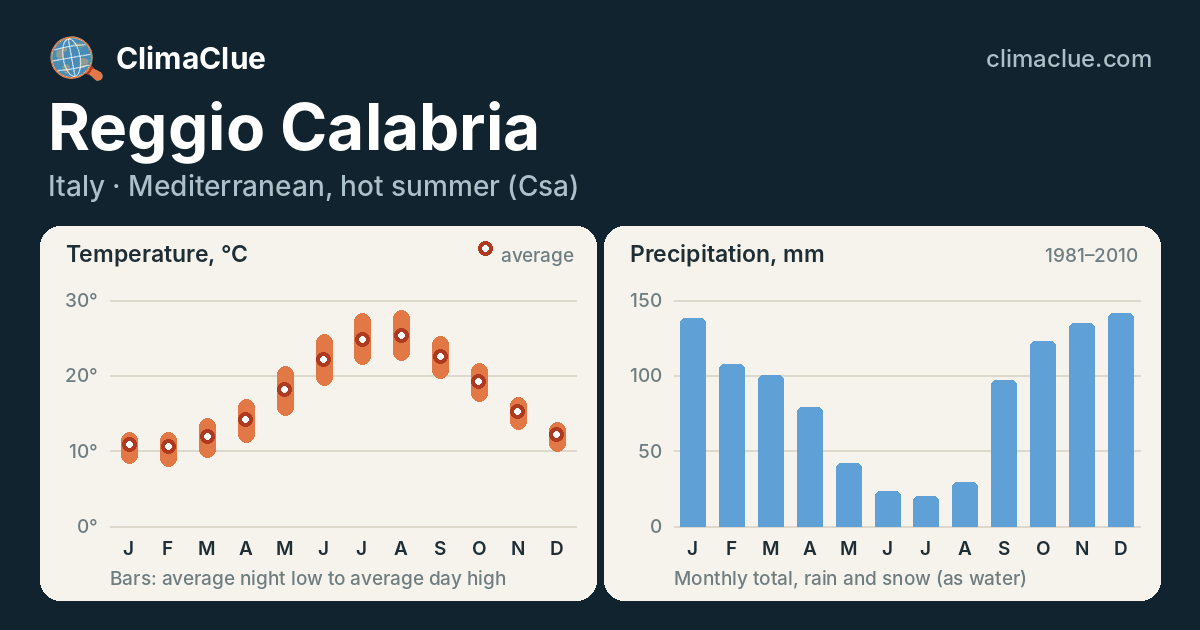 ClimaClue
climaclue.com
Reggio Calabria
Italy · Mediterranean, hot summer (Csa)
Temperature, °C
average
30°
20°
10°
0°
J F M A M J J A S O N D
Bars: average night low to average day high
Precipitation, mm
1981–2010
150
100
50
0
J F M A M J J A S O N D
Monthly total, rain and snow (as water)